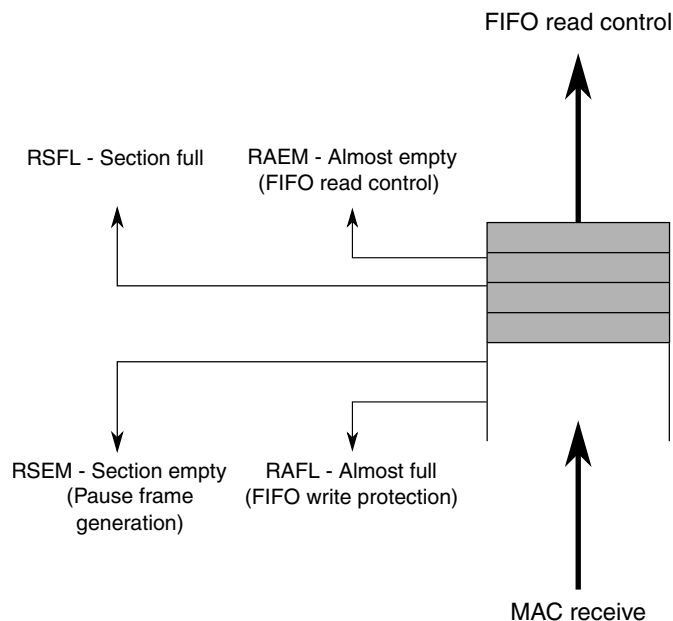 FIFO read control
RSFL - Section full
RAEM - Almost empty
(FIFO read control)
RSEM - Section empty
(Pause frame
generation)
RAFL - Almost full
(FIFO write protection)
MAC receive